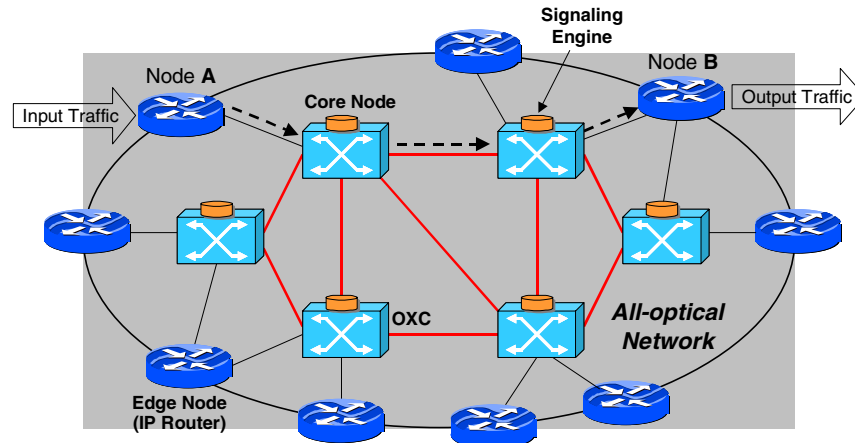 Signaling
Engine
Node A
Node B
Core Node
Input Traffic
Output Traffic
OXC
All-optical
Network
Edge Node
(IP Router)